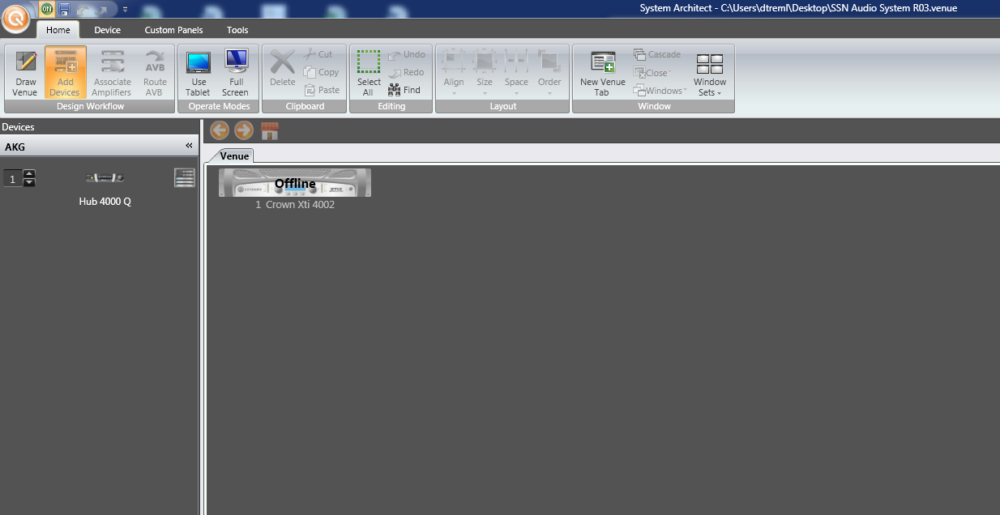 System Architect - C:\Users\dtreml\Desktop\SSN Audio System R03.venue
ON
Home Device Custom Panels Tools
Draw Venue
Add Devices
Associate Amplifiers
Route AVB
AVB
Design Workflow
Use Tablet
Full Screen
Operate Modes
Delete
Cut
Copy
Paste
Clipboard
Select All
Undo
Redo
Find
Editing
Align
Size
Space
Order
Layout
New Venue Tab
Cascade
Close
Windows
Window Sets
Window
Devices
AKG
1
Hub 4000 Q
Venue
Offline
1 Crown Xti 4002